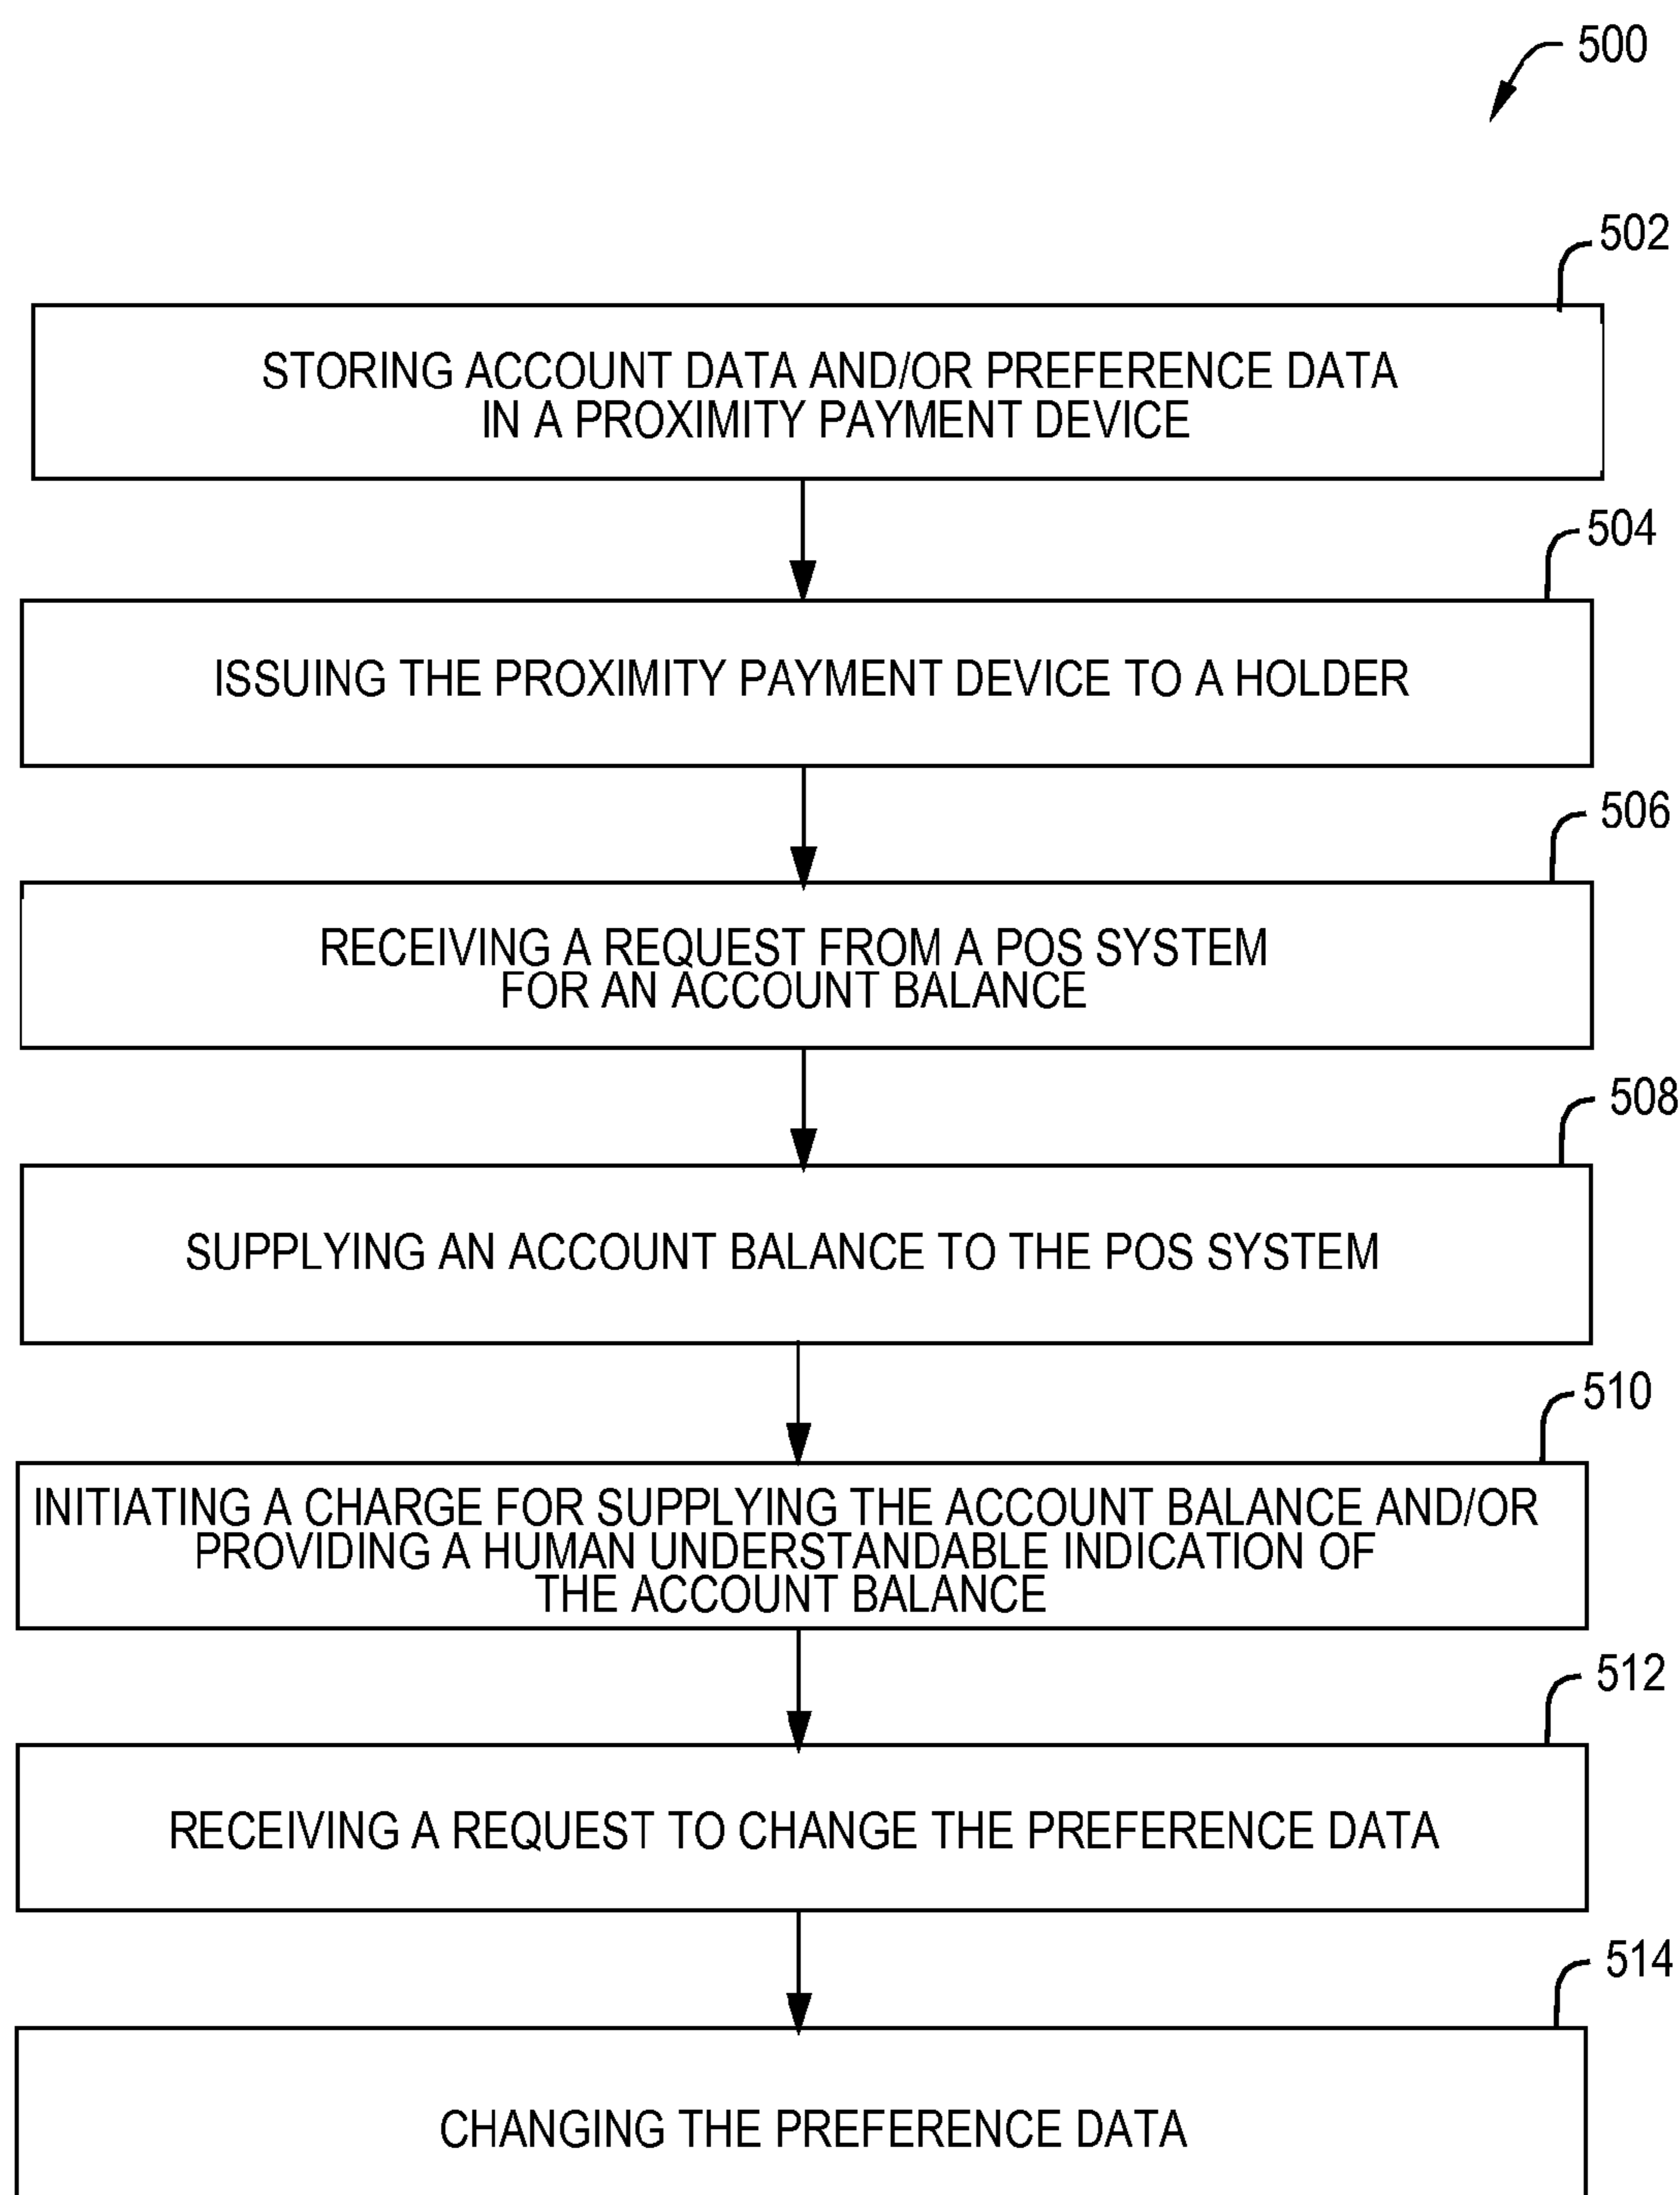 500
502
STORING ACCOUNT DATA AND/OR PREFERENCE DATA
IN A PROXIMITY PAYMENT DEVICE
504
ISSUING THE PROXIMITY PAYMENT DEVICE TO A HOLDER
506
RECEIVING A REQUEST FROM A POS SYSTEM
FOR AN ACCOUNT BALANCE
508
SUPPLYING AN ACCOUNT BALANCE TO THE POS SYSTEM
510
INITIATING A CHARGE FOR SUPPLYING THE ACCOUNT BALANCE AND/OR
PROVIDING A HUMAN UNDERSTANDABLE INDICATION OF
THE ACCOUNT BALANCE
512
RECEIVING A REQUEST TO CHANGE THE PREFERENCE DATA
514
CHANGING THE PREFERENCE DATA